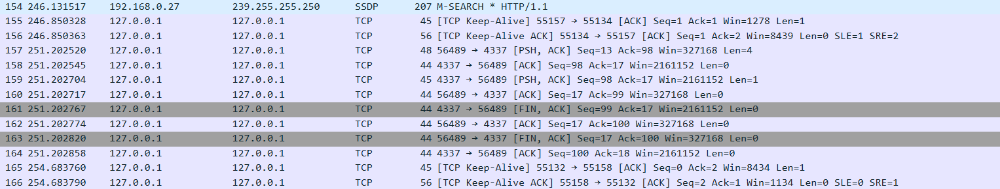 154 246.131517 192.168.0.27 239.255.255.250 SSDP 207 M-SEARCH * HTTP/1.1
155 246.850328 127.0.0.1 127.0.0.1 TCP 45 [TCP Keep-Alive] 55157 → 55134 [ACK] Seq=1 Ack=1 Win=1278 Len=1
156 246.850363 127.0.0.1 127.0.0.1 TCP 56 [TCP Keep-Alive ACK] 55134 → 55157 [ACK] Seq=1 Ack=2 Win=8439 Len=0 SLE=1 SRE=2
157 251.202520 127.0.0.1 127.0.0.1 TCP 48 56489 → 4337 [PSH, ACK] Seq=13 Ack=98 Win=327168 Len=4
158 251.202545 127.0.0.1 127.0.0.1 TCP 44 4337 → 56489 [ACK] Seq=98 Ack=17 Win=2161152 Len=0
159 251.202704 127.0.0.1 127.0.0.1 TCP 45 4337 → 56489 [PSH, ACK] Seq=98 Ack=17 Win=2161152 Len=1
160 251.202717 127.0.0.1 127.0.0.1 TCP 44 56489 → 4337 [ACK] Seq=17 Ack=99 Win=327168 Len=0
161 251.202767 127.0.0.1 127.0.0.1 TCP 44 4337 → 56489 [FIN, ACK] Seq=99 Ack=17 Win=2161152 Len=0
162 251.202774 127.0.0.1 127.0.0.1 TCP 44 56489 → 4337 [ACK] Seq=17 Ack=100 Win=327168 Len=0
163 251.202820 127.0.0.1 127.0.0.1 TCP 44 56489 → 4337 [FIN, ACK] Seq=17 Ack=100 Win=327168 Len=0
164 251.202858 127.0.0.1 127.0.0.1 TCP 44 4337 → 56489 [ACK] Seq=100 Ack=18 Win=2161152 Len=0
165 254.683760 127.0.0.1 127.0.0.1 TCP 45 [TCP Keep-Alive] 55132 → 55158 [ACK] Seq=0 Ack=2 Win=8434 Len=1
166 254.683790 127.0.0.1 127.0.0.1 TCP 56 [TCP Keep-Alive ACK] 55158 → 55132 [ACK] Seq=2 Ack=1 Win=1134 Len=0 SLE=0 SRE=1